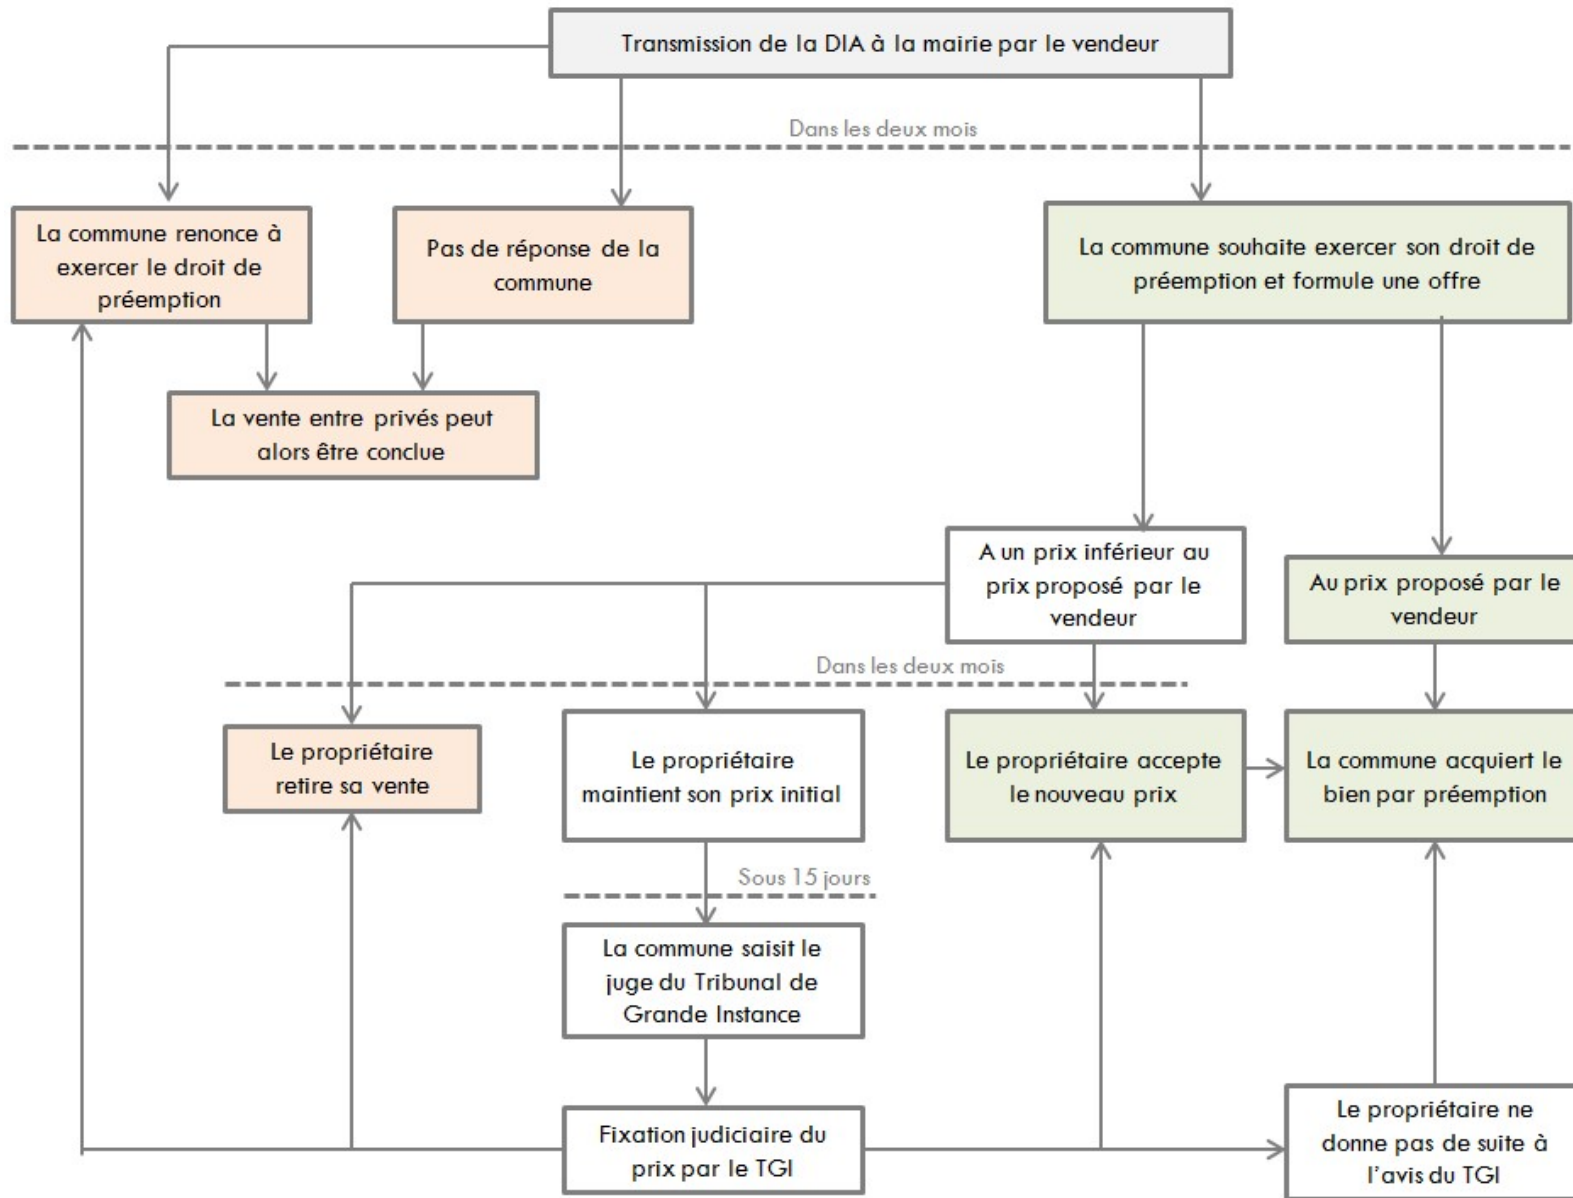 Transmission de la DIA à la mairie par le vendeur
Dans les deux mois
La commune renonce à
exercer le droit de
préemption
Pas de réponse de la
commune
La commune souhaite exercer son droit de
préemption et formule une offre
La vente entre privés peut
alors être conclue
A un prix inférieur au
prix proposé par le
vendeur
Au prix proposé par le
vendeur
Dans les deux mois
Le propriétaire
retire sa vente
Le propriétaire
maintient son prix initial
Le propriétaire accepte
le nouveau prix
La commune acquiert le
bien par préemption
Sous 15 jours
La commune saisit le
juge du Tribunal de
Grande Instance
Fixation judiciaire du
prix par le TGI
Le propriétaire ne
donne pas de suite à
l'avis du TGI